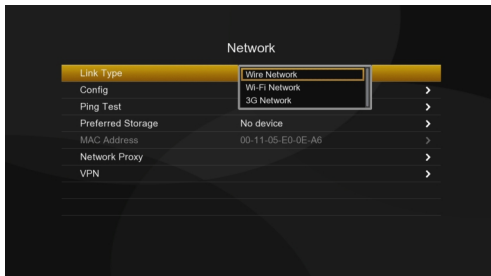 Network
Link Type
Wire Network
Wi-Fi Network
3G Network
Config
Ping Test
Preferred Storage No device
MAC Address 00-11-05-E0-0E-A6
Network Proxy
VPN